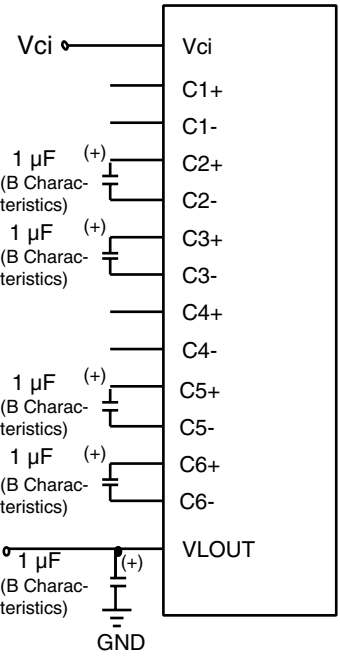 Vci Vci
C1+
C1-
1 µF (+) C2+
(B Charac-
teristics) C2-
1 µF (+) C3+
(B Charac-
teristics) C3-
C4+
C4-
1 µF (+) C5+
(B Charac-
teristics) C5-
1 µF (+) C6+
(B Charac-
teristics) C6-
VLOUT
1 µF (+)
(B Charac-
teristics)
GND